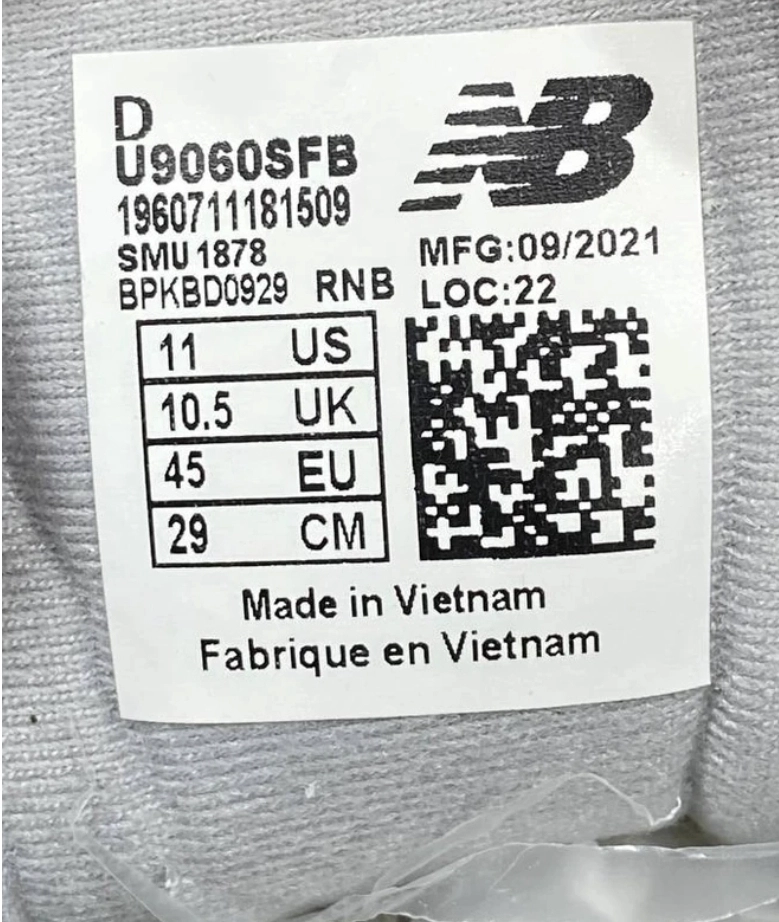 D
U9060SFB
1960711181509
SMU 1878
BPKBD0929 RNB
NB
MFG:09/2021
LOC:22
11 US
10.5 UK
45 EU
29 CM
Made in Vietnam
Fabrique en Vietnam